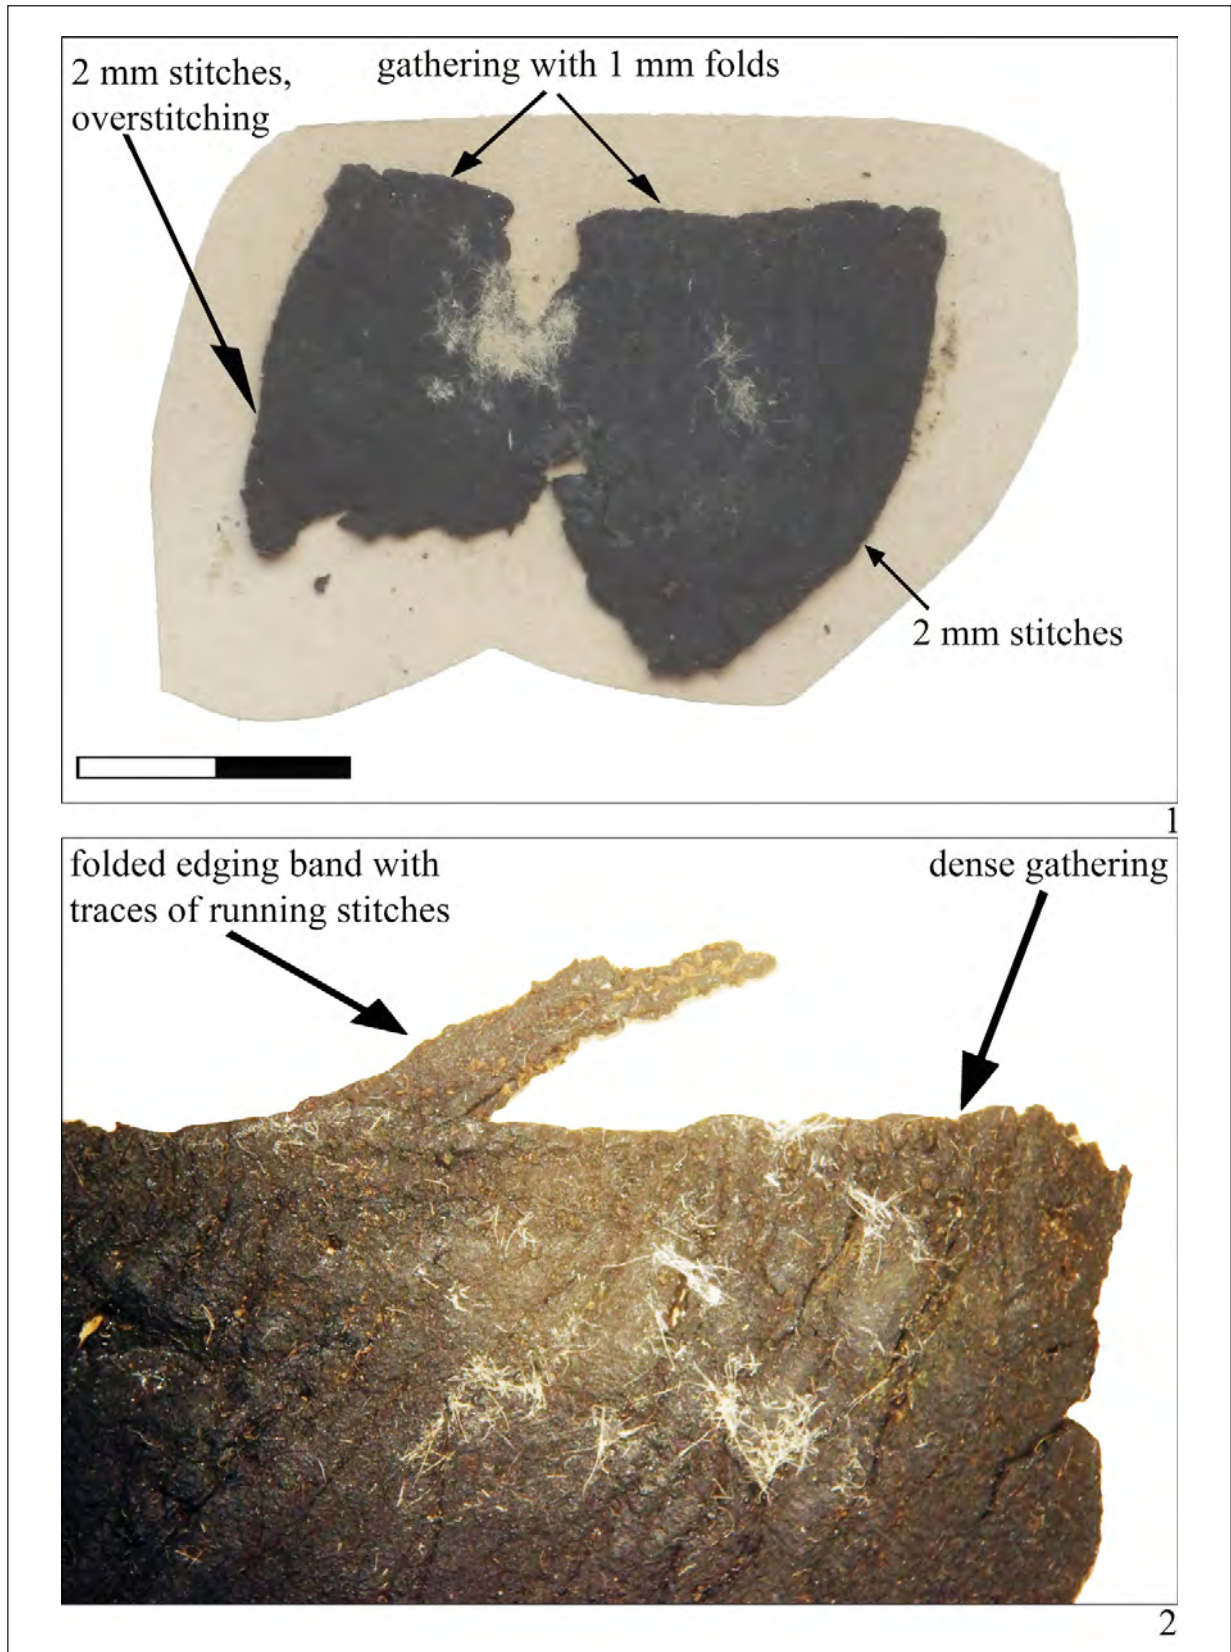 2 mm stitches,
overstitching
gathering with 1 mm folds
2 mm stitches
1
folded edging band with
traces of running stitches
dense gathering
2